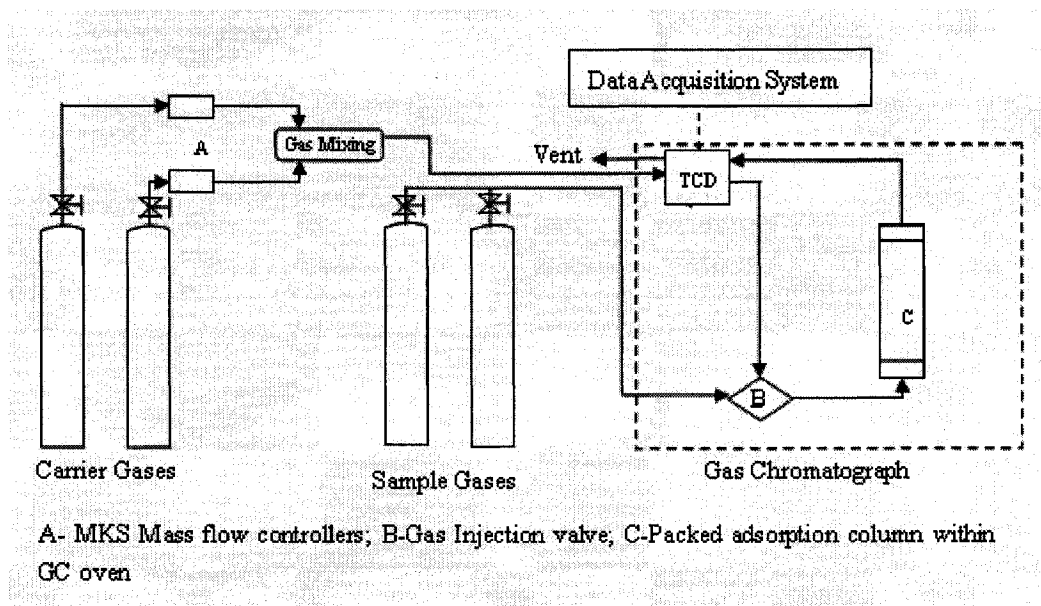 Data Acquisition System
A
Gas Mixing
Vent
TCD
C
B
Carrier Gases
Sample Gases
Gas Chromatograph
A- MKS Mass flow controllers; B-Gas Injection valve; C-Packed adsorption column within
GC oven